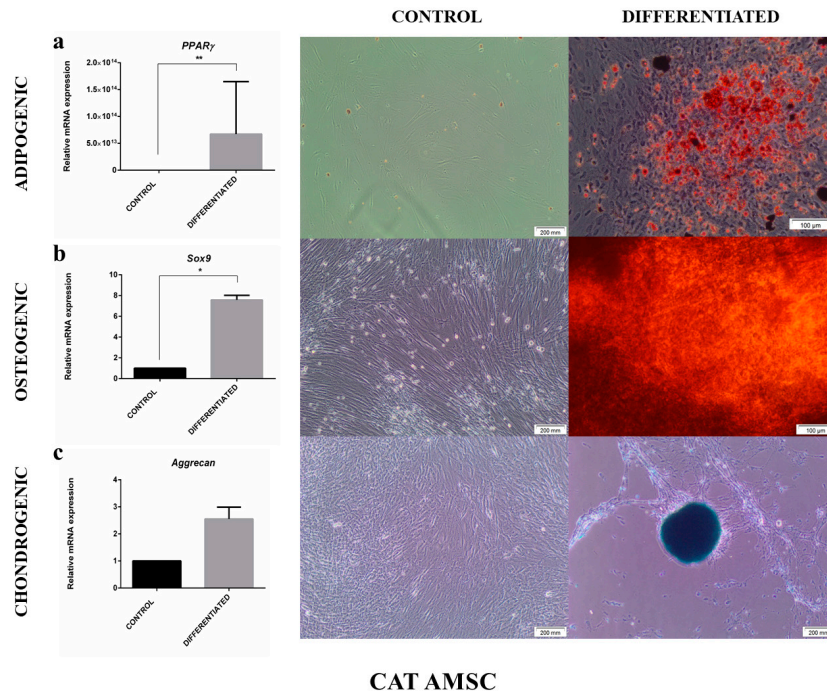 CONTROL
DIFFERENTIATED
ADIPOGENIC
a
PPARγ
**
Relative mRNA expression
2.0×10¹⁴
1.5×10¹⁴
1.0×10¹⁴
5.0×10¹³
0
CONTROL
DIFFERENTIATED
200 mm
100 µm
OSTEOGENIC
b
Sox9
*
Relative mRNA expression
10
8
6
4
2
0
CONTROL
DIFFERENTIATED
200 mm
100 µm
CHONDROGENIC
c
Aggrecan
Relative mRNA expression
4
3
2
1
0
CONTROL
DIFFERENTIATED
200 mm
200 mm
CAT AMSC